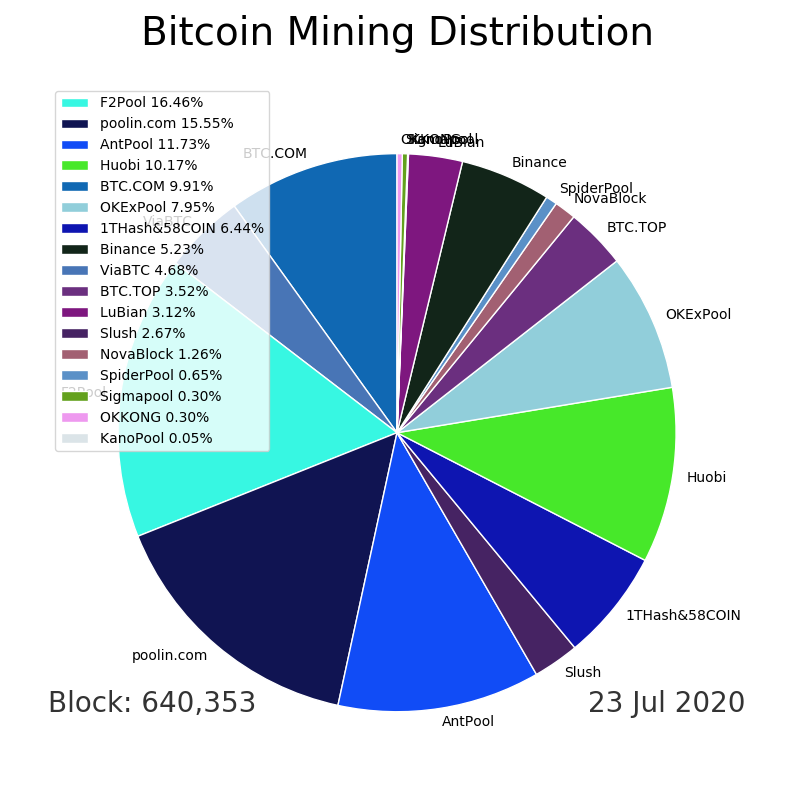 Bitcoin Mining Distribution
F2Pool 16.46%
poolin.com 15.55%
AntPool 11.73%
Huobi 10.17%
BTC.COM 9.91%
OKExPool 7.95%
1THash&58COIN 6.44%
Binance 5.23%
ViaBTC 4.68%
BTC.TOP 3.52%
LuBian 3.12%
Slush 2.67%
NovaBlock 1.26%
SpiderPool 0.65%
Sigmapool 0.30%
OKKONG 0.30%
KanoPool 0.05%
BTC.COM
ViaBTC
F2Pool
LuBian
Binance
SpiderPool
NovaBlock
BTC.TOP
OKExPool
Huobi
1THash&58COIN
Slush
AntPool
poolin.com
Block: 640,353
23 Jul 2020